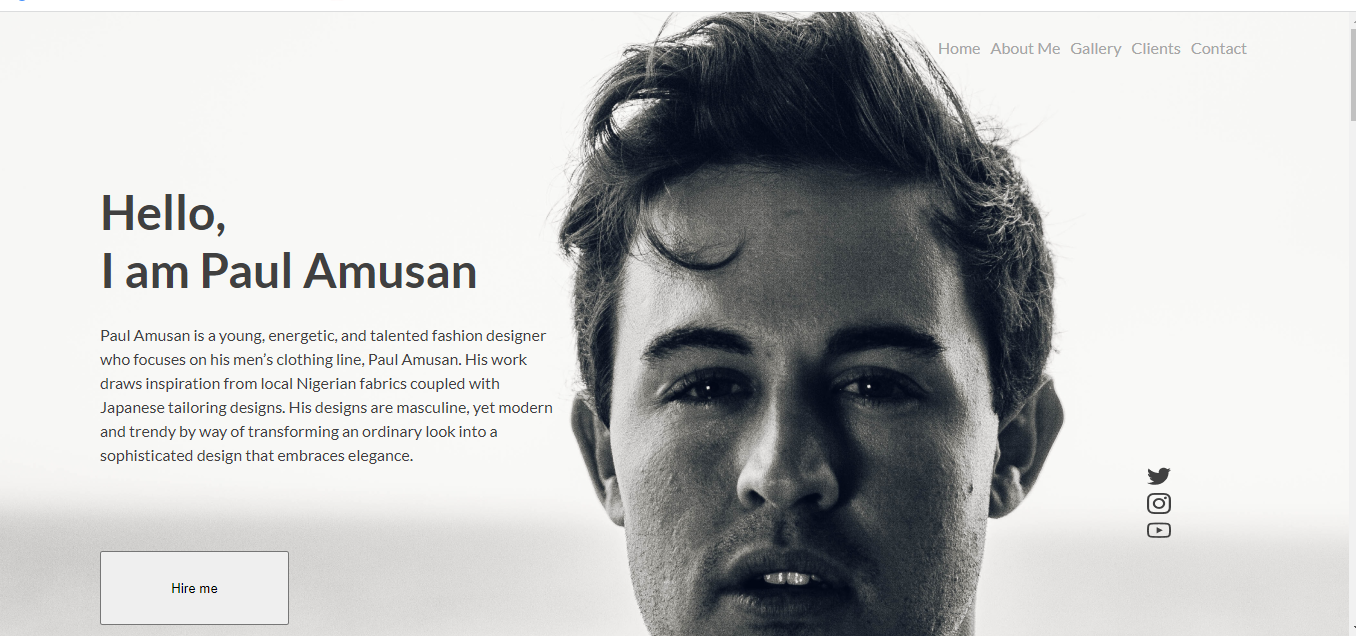 Home About Me Gallery Clients Contact
Hello,
I am Paul Amusan
Paul Amusan is a young, energetic, and talented fashion designer
who focuses on his men’s clothing line, Paul Amusan. His work
draws inspiration from local Nigerian fabrics coupled with
Japanese tailoring designs. His designs are masculine, yet modern
and trendy by way of transforming an ordinary look into a
sophisticated design that embraces elegance.
Hire me